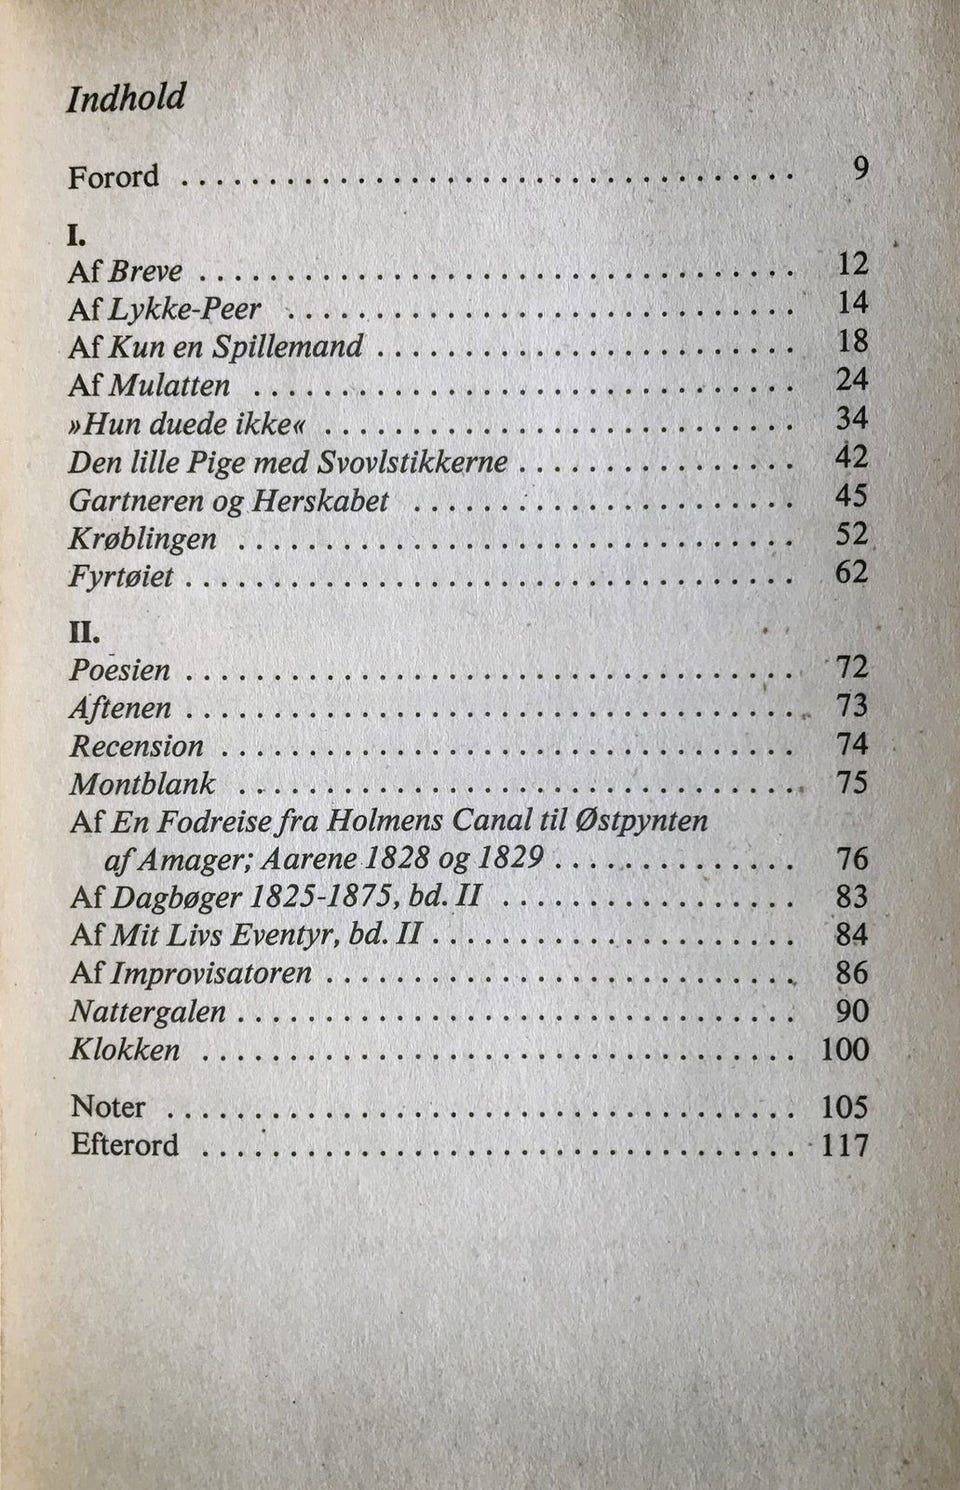 Indhold
Forord . . . . . . . . . . . . . . . . . . . . . . . . . . . . . . . . . . . 9
I.
Af Breve . . . . . . . . . . . . . . . . . . . . . . . . . . . . . . . . . . 12
Af Lykke-Peer . . . . . . . . . . . . . . . . . . . . . . . . . . . . . 14
Af Kun en Spillemand . . . . . . . . . . . . . . . . . . . . . . . . 18
Af Mulatten . . . . . . . . . . . . . . . . . . . . . . . . . . . . . . . 24
»Hun duede ikke« . . . . . . . . . . . . . . . . . . . . . . . . . . . 34
Den lille Pige med Svovlstikkerne . . . . . . . . . . . . . . . . 42
Gartneren og Herskabet . . . . . . . . . . . . . . . . . . . . . . 45
Krøblingen . . . . . . . . . . . . . . . . . . . . . . . . . . . . . . . . 52
Fyrtøiet . . . . . . . . . . . . . . . . . . . . . . . . . . . . . . . . . . . 62
II.
Poesien . . . . . . . . . . . . . . . . . . . . . . . . . . . . . . . . . . . 72
Aftenen . . . . . . . . . . . . . . . . . . . . . . . . . . . . . . . . . . . 73
Recension . . . . . . . . . . . . . . . . . . . . . . . . . . . . . . . . . 74
Montblank . . . . . . . . . . . . . . . . . . . . . . . . . . . . . . . . 75
Af En Fodreise fra Holmens Canal til Østpynten
af Amager; Aarene 1828 og 1829 . . . . . . . . . . . . . . 76
Af Dagbøger 1825-1875, bd. II . . . . . . . . . . . . . . . . . 83
Af Mit Livs Eventyr, bd. II . . . . . . . . . . . . . . . . . . . . . 84
Af Improvisatoren . . . . . . . . . . . . . . . . . . . . . . . . . . . 86
Nattergalen . . . . . . . . . . . . . . . . . . . . . . . . . . . . . . . . 90
Klokken . . . . . . . . . . . . . . . . . . . . . . . . . . . . . . . . . . 100
Noter . . . . . . . . . . . . . . . . . . . . . . . . . . . . . . . . . . . . 105
Efterord . . . . . . . . . . . . . . . . . . . . . . . . . . . . . . . . . . 117